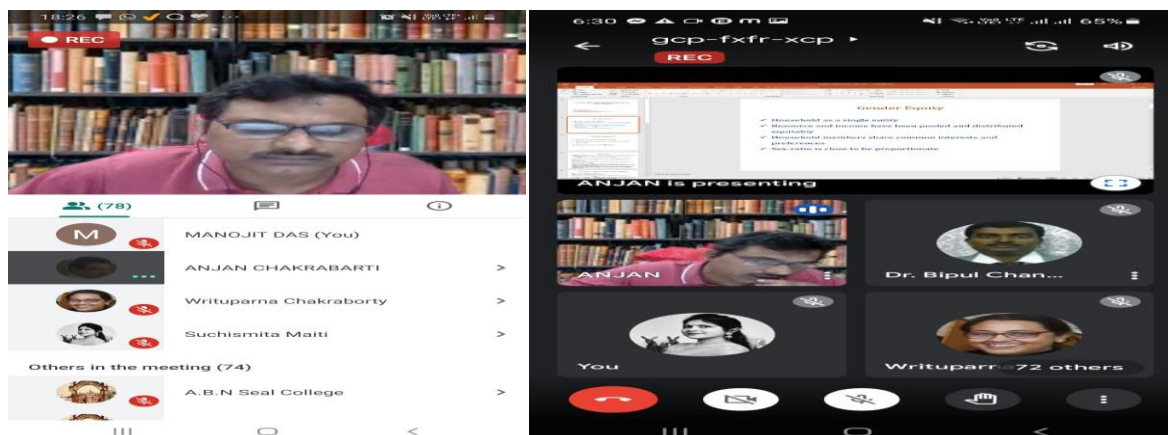 18:26
REC
(78)
M
MANOJIT DAS (You)
ANJAN CHAKRABARTI
Writuparna Chakraborty
Suchismita Maiti
Others in the meeting (74)
A.B.N Seal College
6:30
65%
gcp-fxfr-xcp
REC
Gender Equity
✓ Household as a single entity
✓ Resource and income have been pooled and distributed
equitably
✓ Household members share common interests and
preferences
✓ Sex-ratio is close to be proportionate
ANJAN is presenting
ANJAN
Dr. Bipul Chan...
You
Writuparn
72 others